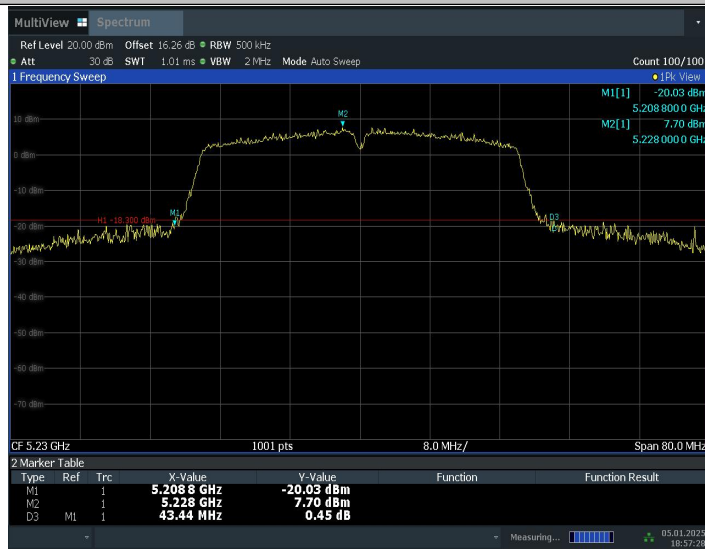 MultiView Spectrum
Ref Level 20.00 dBm Offset 16.26 dB RBW 500 kHz
Att 30 dB SWT 1.01 ms VBW 2 MHz Mode Auto Sweep Count 100/100
1 Frequency Sweep 1Pk View
M1[1] -20.03 dBm
5.208 800 0 GHz
M2[1] 7.70 dBm
5.228 000 0 GHz
M2
10 dBm
0 dBm
-10 dBm
M1
H1 -18.300 dBm
D3
-20 dBm
-30 dBm
-40 dBm
-50 dBm
-60 dBm
-70 dBm
CF 5.23 GHz 1001 pts 8.0 MHz/ Span 80.0 MHz
2 Marker Table
Type Ref Trc X-Value Y-Value Function Function Result
M1 1 5.2088 GHz -20.03 dBm
M2 1 5.228 GHz 7.70 dBm
D3 M1 1 43.44 MHz 0.45 dB
Measuring... 05.01.2025
18:57:28